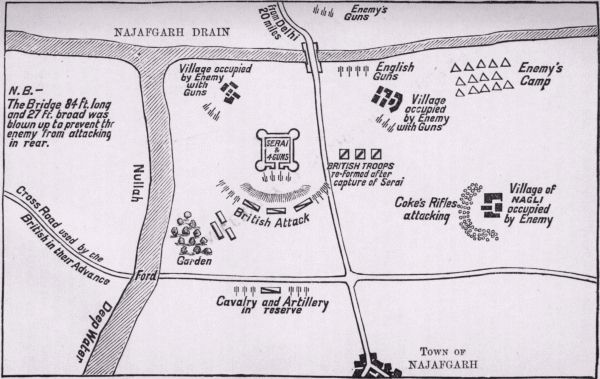 from Delhi
20 miles
Enemy's
Guns
NAJAFGARH DRAIN
N.B.—
The Bridge 84 ft. long
and 27 Ft. broad was
blown up to prevent the
enemy from attacking
in rear.
Village occupied
by Enemy
with
Guns
English
Guns
Enemy's
Camp
Village
occupied
by Enemy
with Guns
SERAI
&
4 GUNS
BRITISH TROOPS
re-formed after
capture of Serai
British Attack
Coke's Rifles
attacking
Village of
NAGLI
occupied
by Enemy
Nullah
Cross Road used by the
British in their Advance
Garden
Ford
Deep Water
Cavalry and Artillery
in reserve
TOWN OF
NAJAFGARH